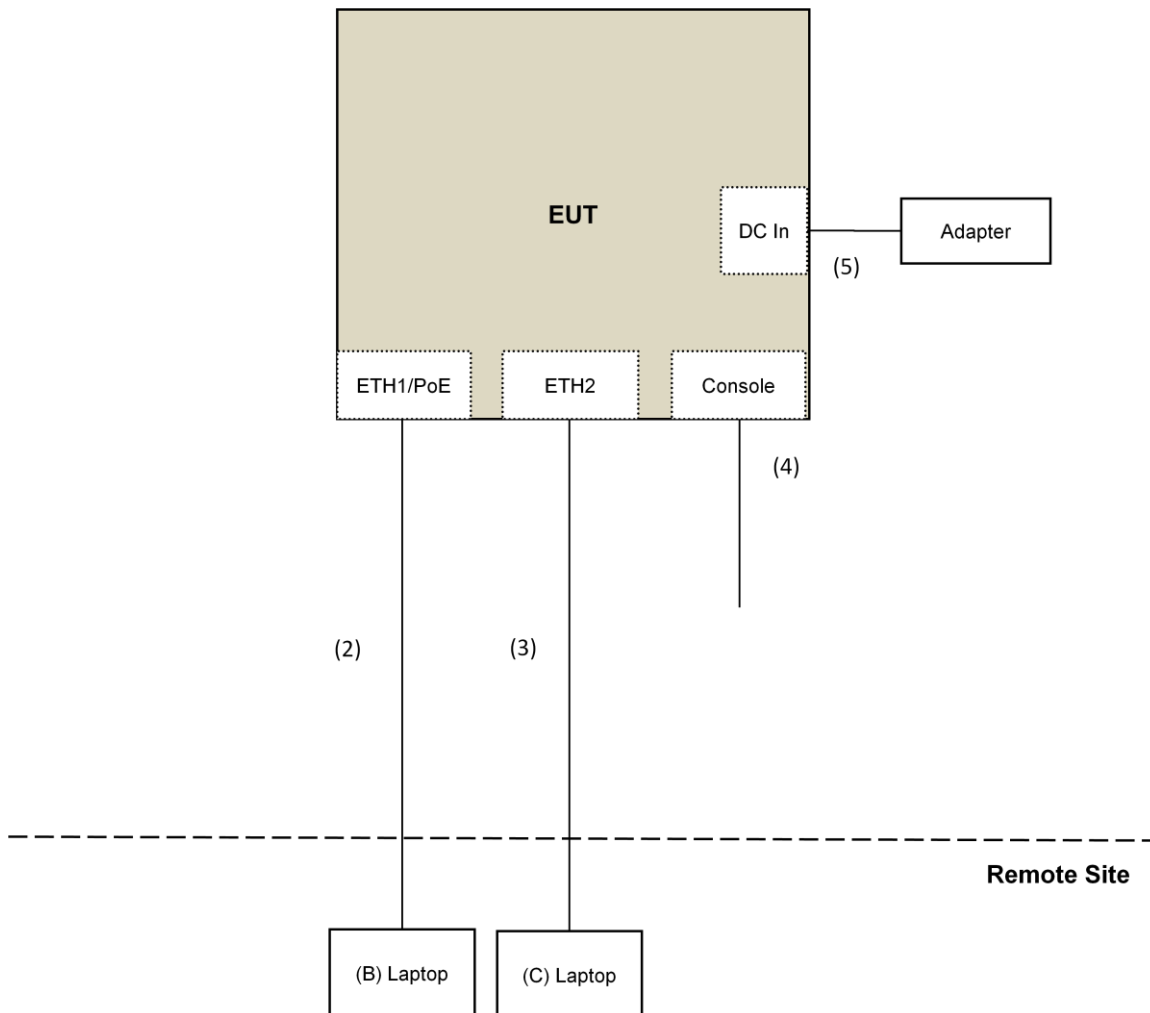 EUT
DC In
Adapter
(5)
ETH1/PoE
ETH2
Console
(4)
(2)
(3)
Remote Site
(B) Laptop
(C) Laptop